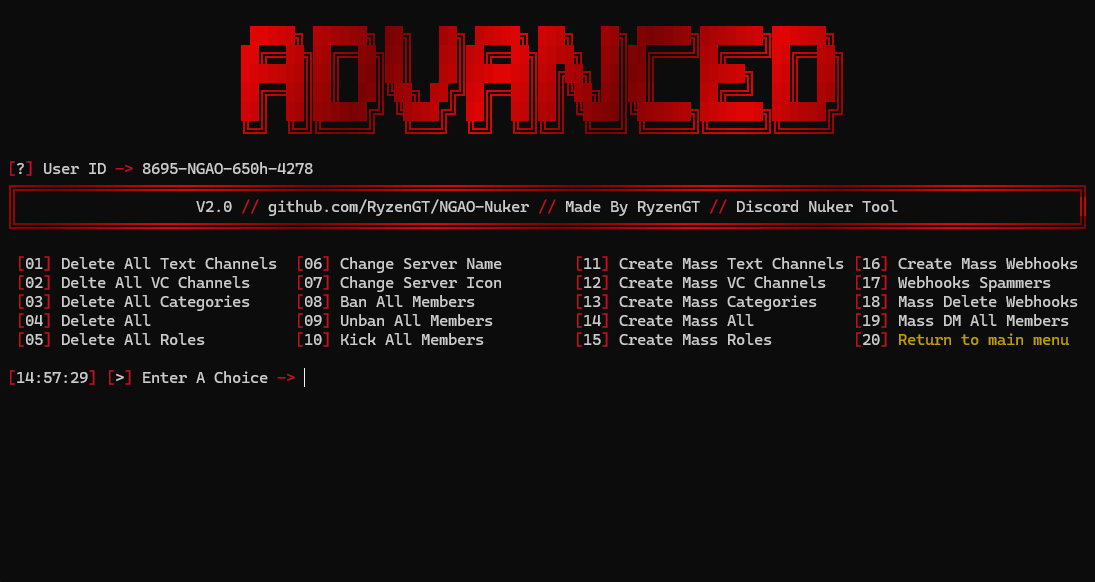 ADVANCED
[?] User ID -> 8695-NGAO-650h-4278
V2.0 // github.com/RyzenGT/NGAO-Nuker // Made By RyzenGT // Discord Nuker Tool
[01] Delete All Text Channels [06] Change Server Name [11] Create Mass Text Channels [16] Create Mass Webhooks
[02] Delte All VC Channels [07] Change Server Icon [12] Create Mass VC Channels [17] Webhooks Spammers
[03] Delete All Categories [08] Ban All Members [13] Create Mass Categories [18] Mass Delete Webhooks
[04] Delete All [09] Unban All Members [14] Create Mass All [19] Mass DM All Members
[05] Delete All Roles [10] Kick All Members [15] Create Mass Roles [20] Return to main menu
[14:57:29] [>] Enter A Choice ->